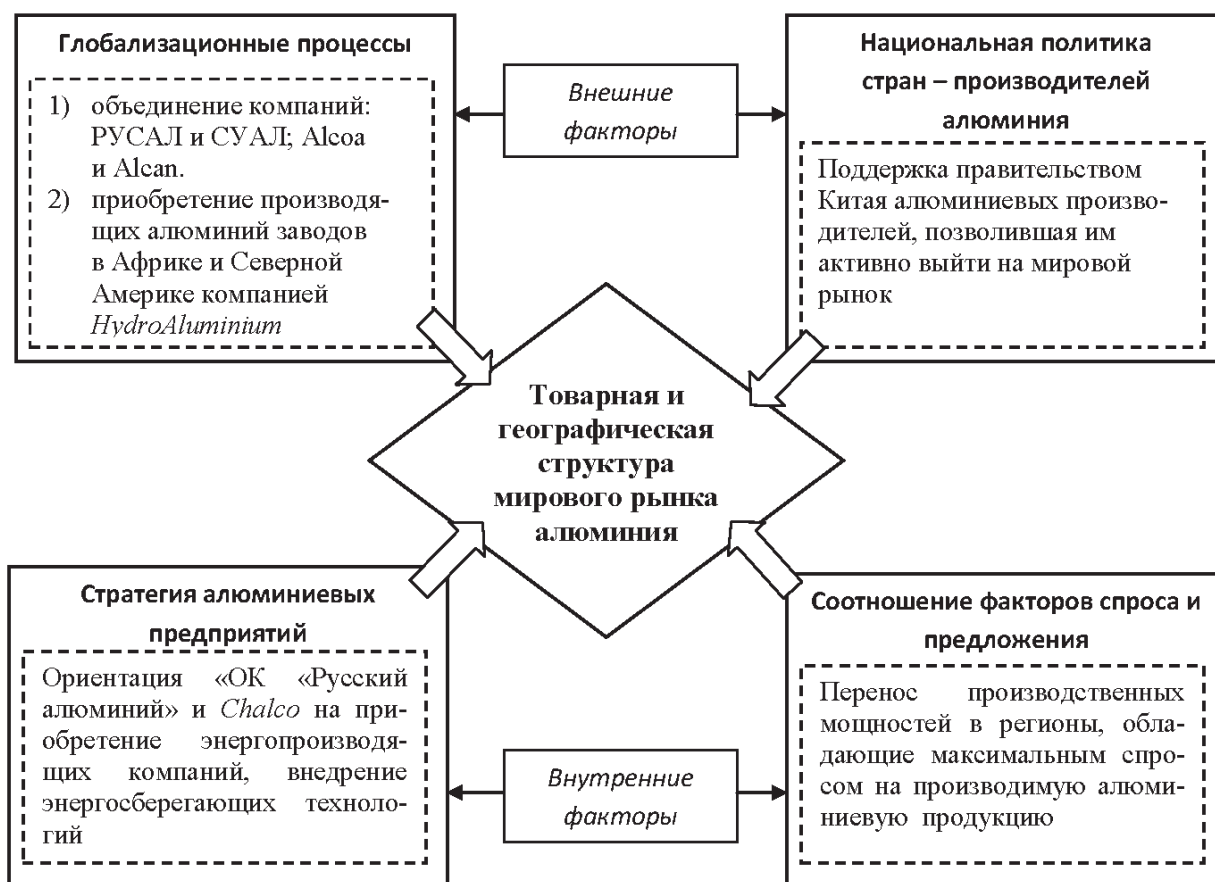 Глобализационные процессы
1) объединение компаний:
РУСАЛ и СУАЛ; Alcoa
и Alcan.
2) приобретение производя-
щих алюминий заводов
в Африке и Северной
Америке компанией
HydroAluminium
Внешние
факторы
Национальная политика
стран – производителей
алюминия
Поддержка правительством
Китая алюминиевых произво-
дителей, позволившая им
активно выйти на мировой
рынок
Товарная и
географическая
структура
мирового рынка
алюминия
Стратегия алюминиевых
предприятий
Ориентация «ОК «Русский
алюминий» и Chalco на при-
обретение энергопроизводя-
щих компаний, внедрение
энергосберегающих техноло-
гий
Внутренние
факторы
Соотношение факторов спроса и
предложения
Перенос производственных
мощностей в регионы, обла-
дающие максимальным спро-
сом на производимую алюми-
ниевую продукцию